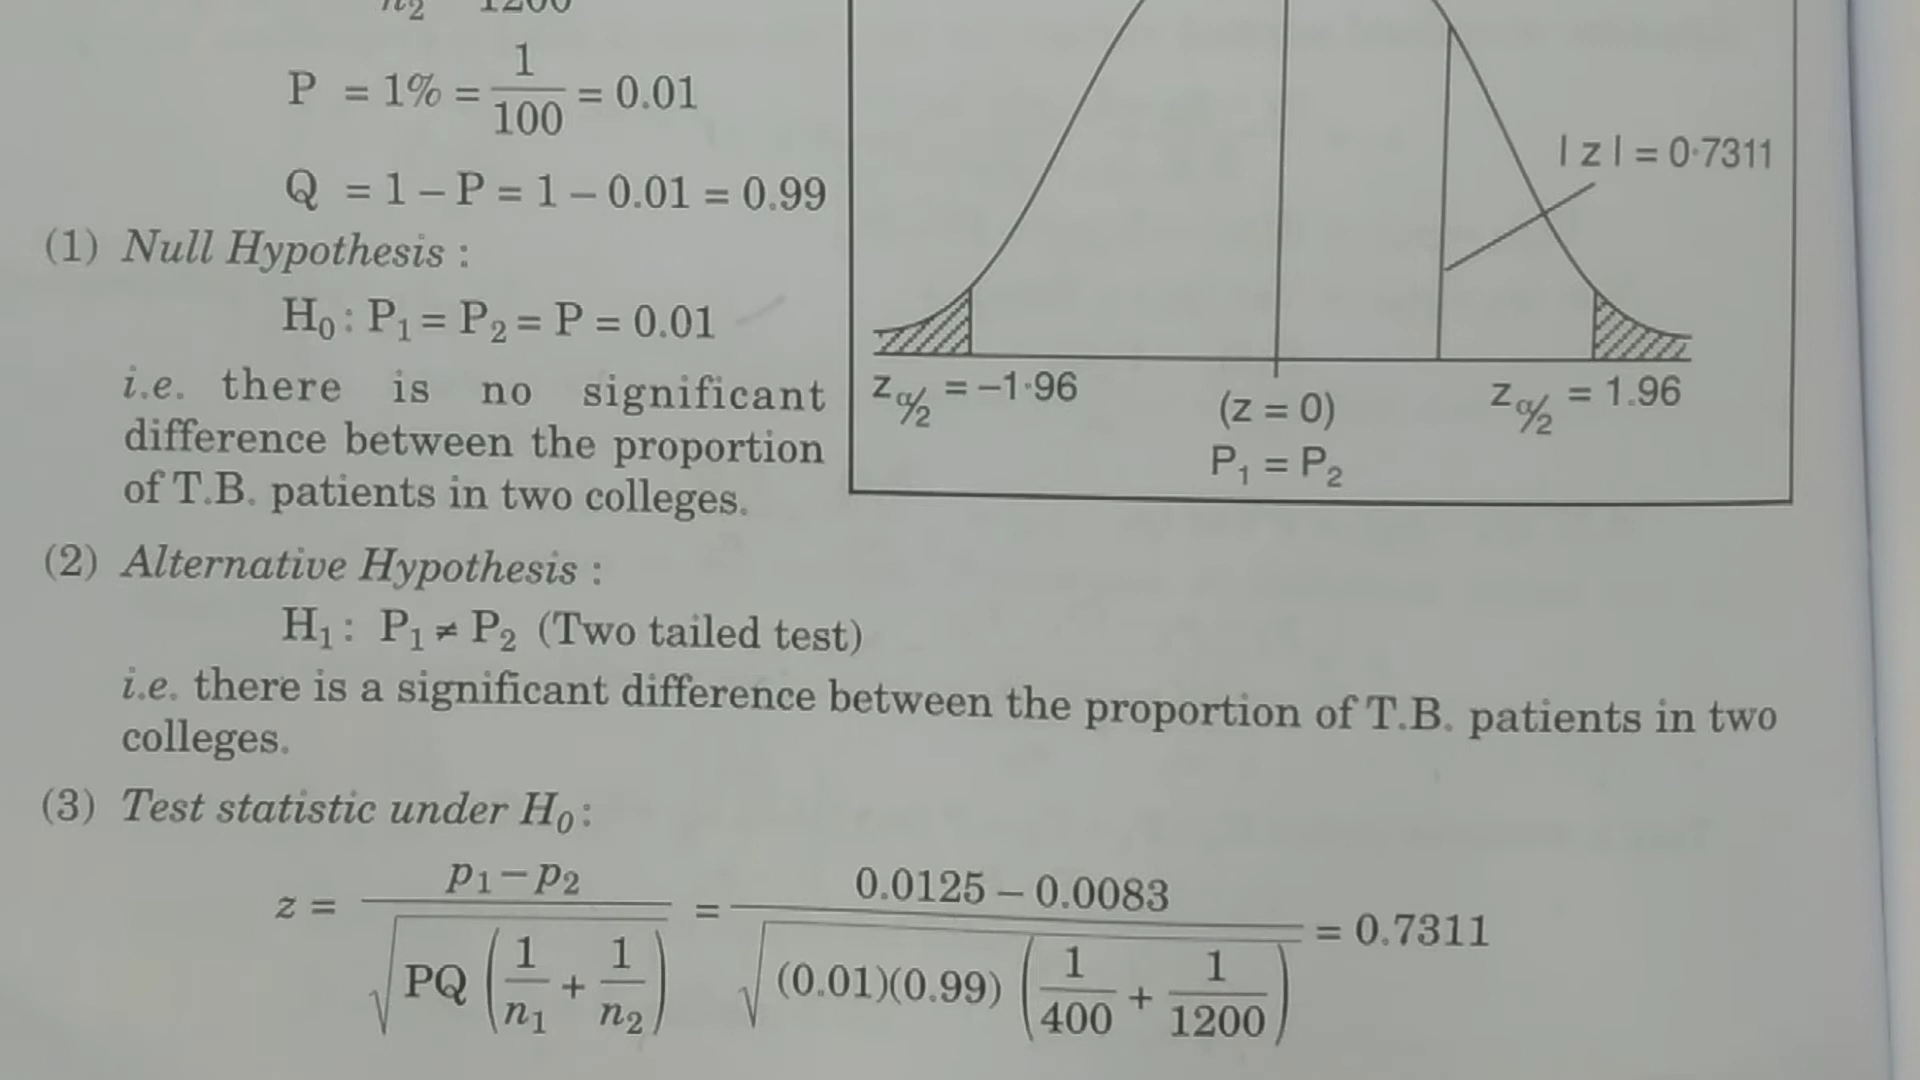 n₂ 1200
P = 1% = 1/100 = 0.01
Q = 1 – P = 1 – 0.01 = 0.99
(1) Null Hypothesis :
H₀ : P₁ = P₂ = P = 0.01
i.e. there is no significant
difference between the proportion
of T.B. patients in two colleges.
| z | = 0·7311
z_α/2 = –1·96
(z = 0)
P₁ = P₂
z_α/2 = 1.96
(2) Alternative Hypothesis :
H₁ : P₁ ≠ P₂ (Two tailed test)
i.e. there is a significant difference between the proportion of T.B. patients in two
colleges.
(3) Test statistic under H₀ :
z = (p₁ – p₂) / √(PQ (1/n₁ + 1/n₂)) = (0.0125 – 0.0083) / √((0.01)(0.99) (1/400 + 1/1200)) = 0.7311